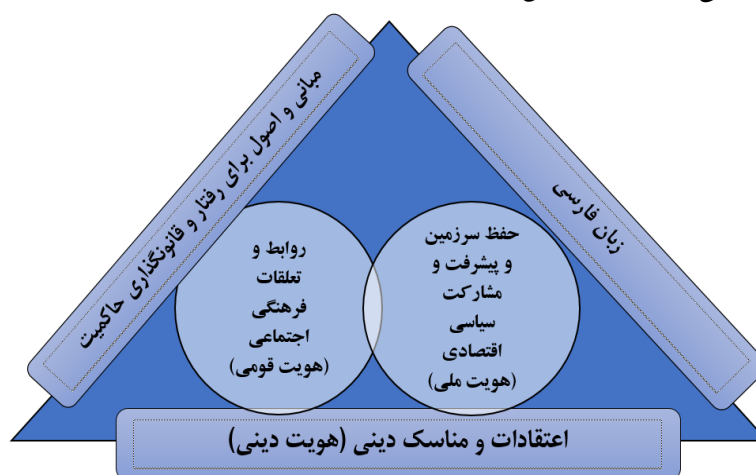 مبانی و اصول برای رفتار و قانونگذاری حاکمیت
زبان فارسی
حفظ سرزمین
و پیشرفت و
مشارکت
سیاسی
اقتصادی
(هویت ملی)
روابط و
تعلقات
فرهنگی
اجتماعی
(هویت قومی)
اعتقادات و مناسک دینی (هویت دینی)